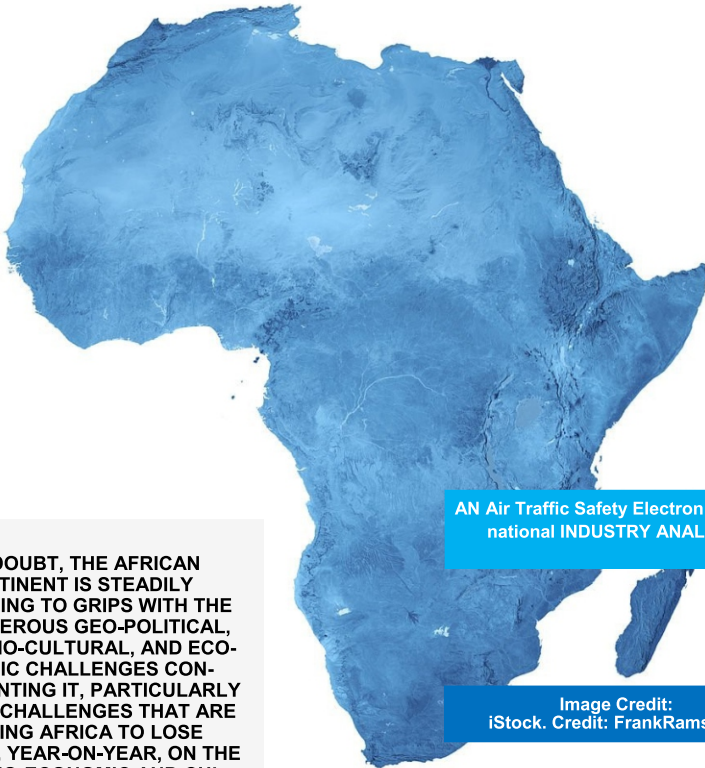 DOUBT, THE AFRICAN
TINENT IS STEADILY
ING TO GRIPS WITH THE
EROUS GEO-POLITICAL,
IO-CULTURAL, AND ECO-
IC CHALLENGES CON-
NTING IT, PARTICULARLY
CHALLENGES THAT ARE
ING AFRICA TO LOSE
YEAR-ON-YEAR, ON THE
AN Air Traffic Safety Electron
national INDUSTRY ANAL
Image Credit:
iStock. Credit: FrankRams